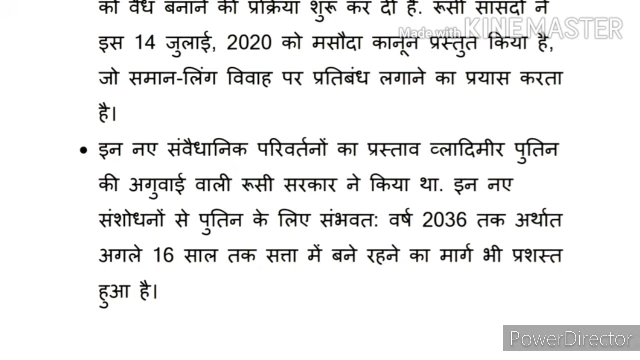 को वैध बनाने की प्रक्रिया शुरू कर दी है. रूसी सांसदों ने
Made with KINEMASTER
इस 14 जुलाई, 2020 को मसौदा कानून प्रस्तुत किया है,
जो समान-लिंग विवाह पर प्रतिबंध लगाने का प्रयास करता
है।
• इन नए संवैधानिक परिवर्तनों का प्रस्ताव व्लादिमीर पुतिन
की अगुवाई वाली रूसी सरकार ने किया था. इन नए
संशोधनों से पुतिन के लिए संभवत: वर्ष 2036 तक अर्थात
अगले 16 साल तक सत्ता में बने रहने का मार्ग भी प्रशस्त
हुआ है।
PowerDirector